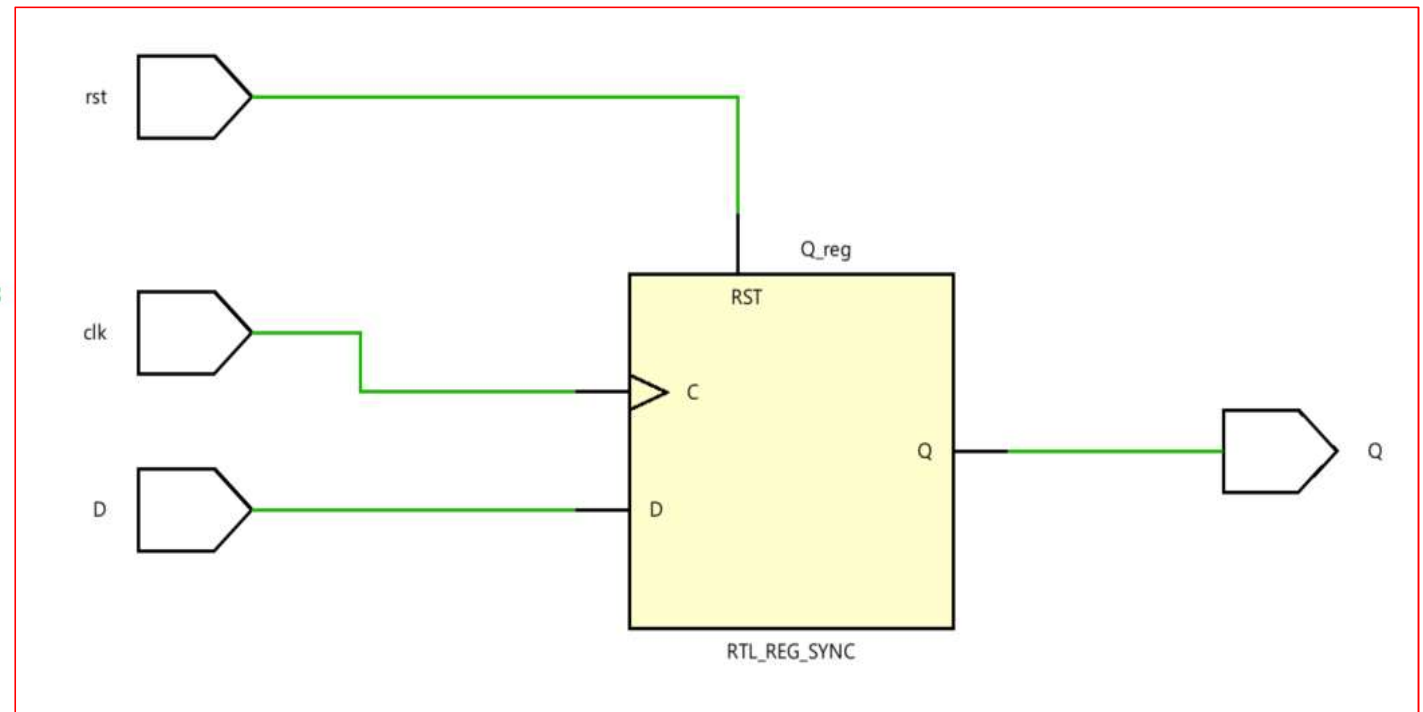 rst
Q_reg
RST
clk
C
Q
Q
D
D
RTL_REG_SYNC